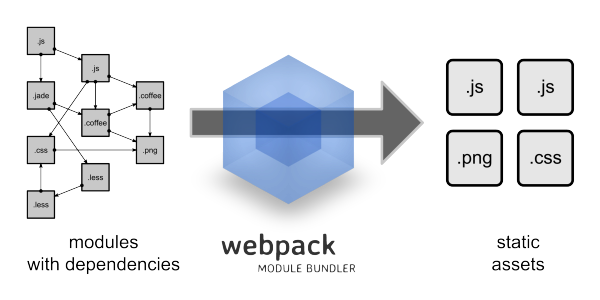 .js
.js
.jade
.coffee
.coffee
.css
.png
.less
.less
modules
with dependencies
webpack
MODULE BUNDLER
.js .js
.png .css
static
assets